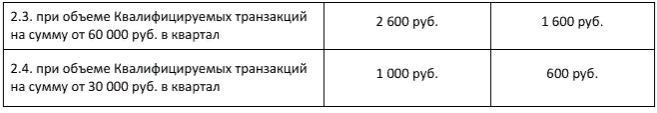 2.3. при объеме Квалифицируемых транзакций
на сумму от 60 000 руб. в квартал
2 600 руб.
1 600 руб.
2.4. при объеме Квалифицируемых транзакций
на сумму от 30 000 руб. в квартал
1 000 руб.
600 руб.